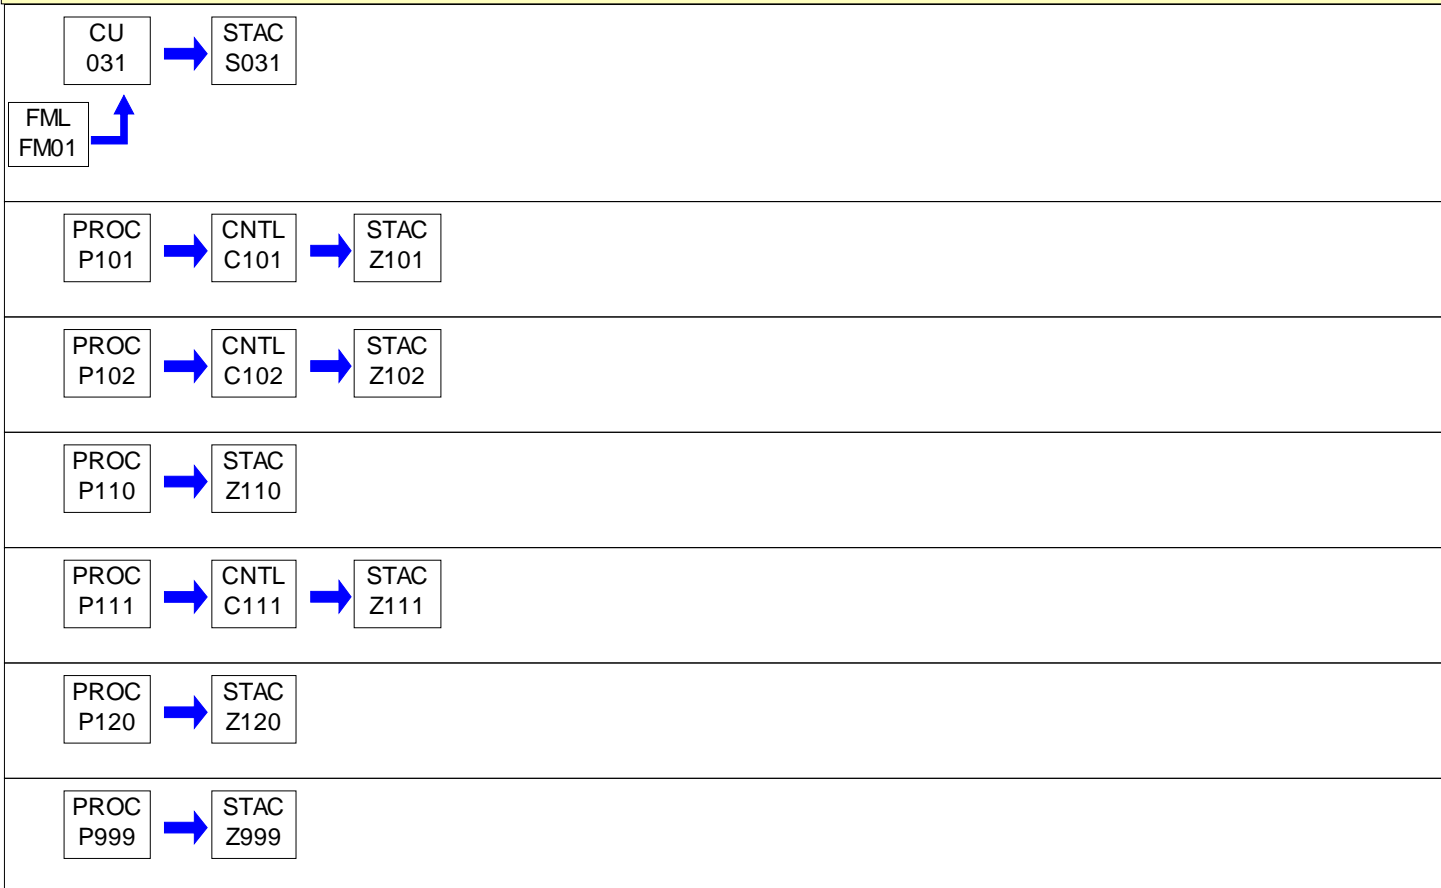 CU
031
STAC
S031
FML
FM01
PROC
P101
CNTL
C101
STAC
Z101
PROC
P102
CNTL
C102
STAC
Z102
PROC
P110
STAC
Z110
PROC
P111
CNTL
C111
STAC
Z111
PROC
P120
STAC
Z120
PROC
P999
STAC
Z999